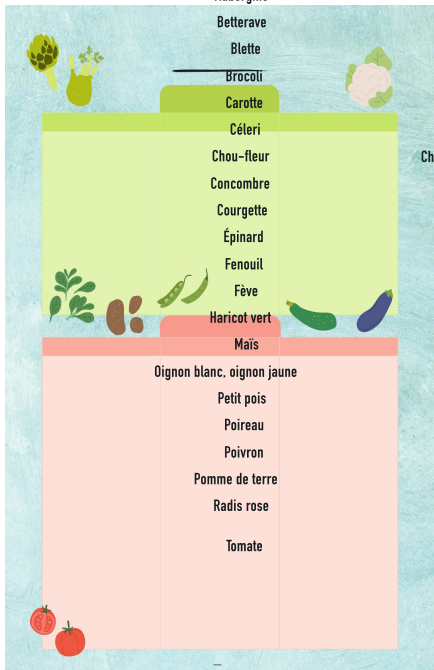 Betterave
Blette
Brocoli
Carotte
Céleri
Chou-fleur
Ch
Concombre
Courgette
Épinard
Fenouil
Fève
Haricot vert
Maïs
Oignon blanc, oignon jaune
Petit pois
Poireau
Poivron
Pomme de terre
Radis rose
Tomate